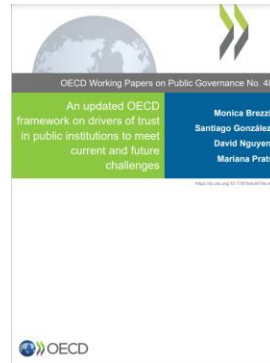 OECD Working Papers on Public Governance No. 48
An updated OECD
framework on drivers of trust
in public institutions to meet
current and future
challenges
Monica Brezzi
Santiago González
David Nguyen
Mariana Prats
OECD